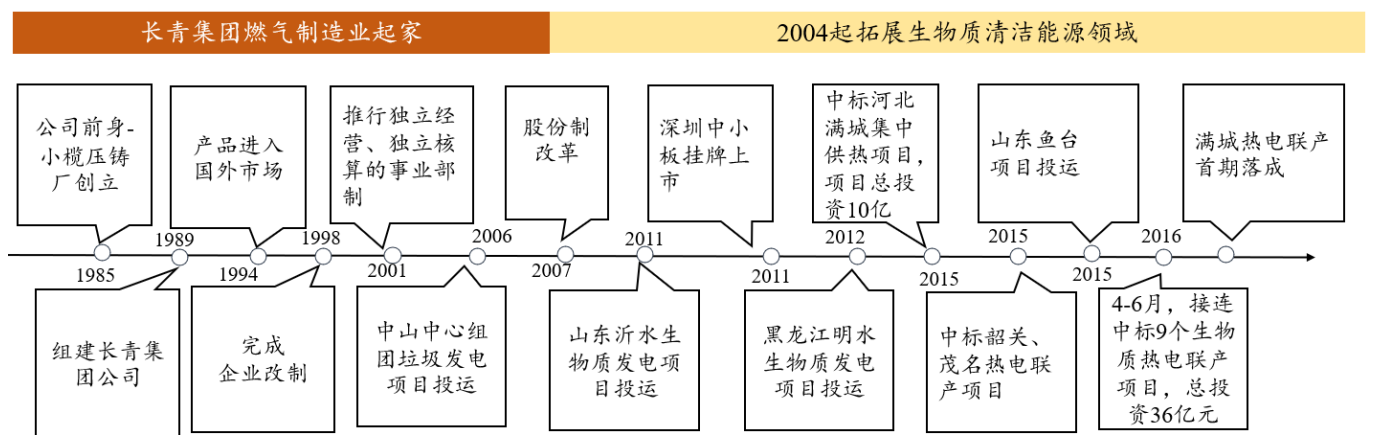 长青集团燃气制造业起家
2004起拓展生物质清洁能源领域
公司前身-
小榄压铸
厂创立
产品进入
国外市场
推行独立经
营、独立核
算的事业部
制
股份制
改革
深圳中小
板挂牌上
市
中标河北
满城集中
供热项目，
项目总投
资10亿
山东鱼台
项目投运
满城热电联产
首期落成
1989
1998
2006
2011
2012
2015
2016
1985
1994
2001
2007
2011
2015
2015
组建长青集
团公司
完成
企业改制
中山中心组
团垃圾发电
项目投运
山东沂水生
物质发电项
目投运
黑龙江明水
生物质发电
项目投运
中标韶关、
茂名热电联
产项目
4-6月，接连
中标9个生物
质热电联产
项目，总投
资36亿元